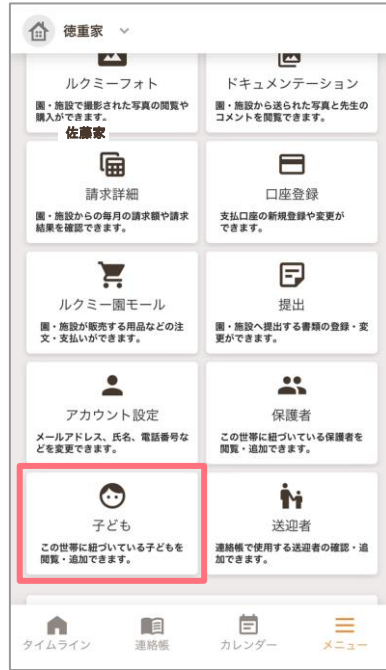 徳重家
ルクミーフォト
園・施設で撮影された写真の閲覧や
購入ができます。
ドキュメンテーション
園・施設から送られた写真と先生の
コメントを閲覧できます。
佐藤家
請求詳細
園・施設からの毎月の請求額や請求
結果を確認できます。
口座登録
支払口座の新規登録や変更が
できます。
ルクミー園モール
園・施設が販売する用品などの注
文・支払いができます。
提出
園・施設へ提出する書類の登録・変
更ができます。
アカウント設定
メールアドレス、氏名、電話番号な
どを変更できます。
保護者
この世帯に紐づいている保護者を
閲覧・追加できます。
子ども
この世帯に紐づいている子どもを
閲覧・追加できます。
送迎者
連絡帳で使用する送迎者の確認・追
加できます。
タイムライン
連絡帳
カレンダー
メニュー